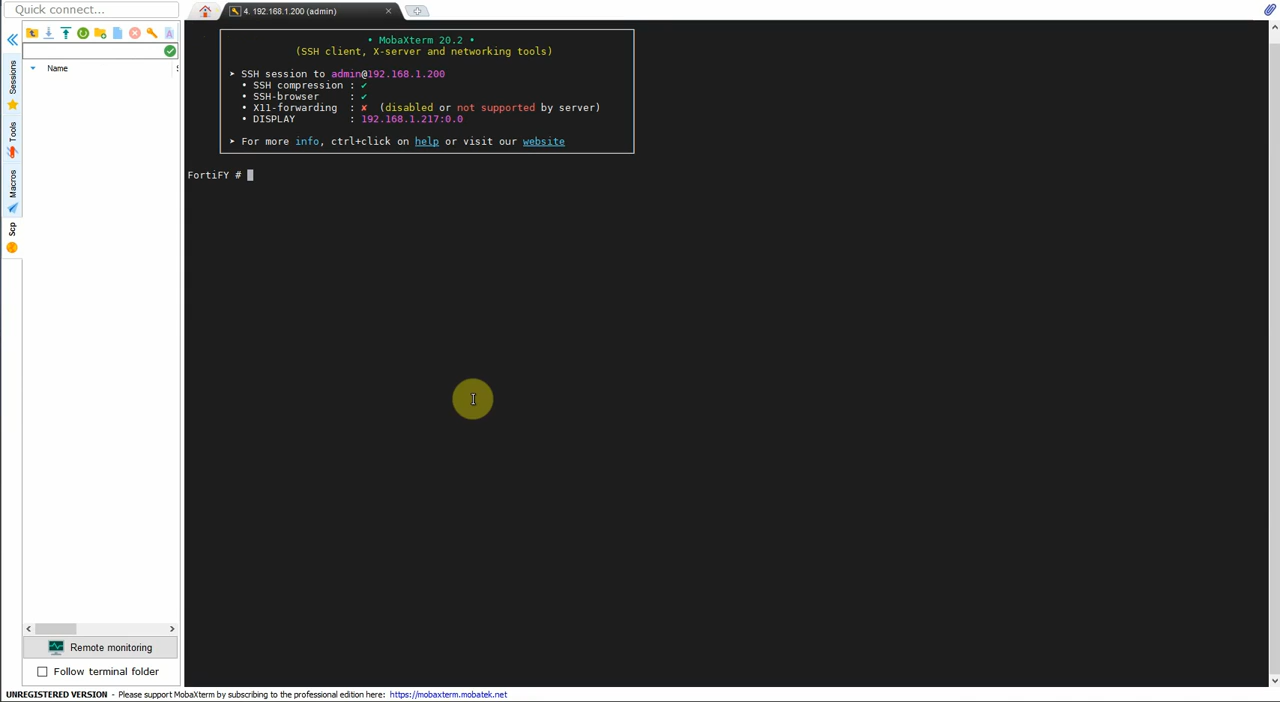 Quick connect...
4. 192.168.1.200 (admin)
Name
Sessions
Tools
Macros
Scp
• MobaXterm 20.2 •
(SSH client, X-server and networking tools)
➤ SSH session to admin@192.168.1.200
• SSH compression : ✔
• SSH-browser : ✔
• X11-forwarding : ✘ (disabled or not supported by server)
• DISPLAY : 192.168.1.217:0.0
➤ For more info, ctrl+click on help or visit our website
FortiFY #
Remote monitoring
Follow terminal folder
UNREGISTERED VERSION - Please support MobaXterm by subscribing to the professional edition here: https://mobaxterm.mobatek.net